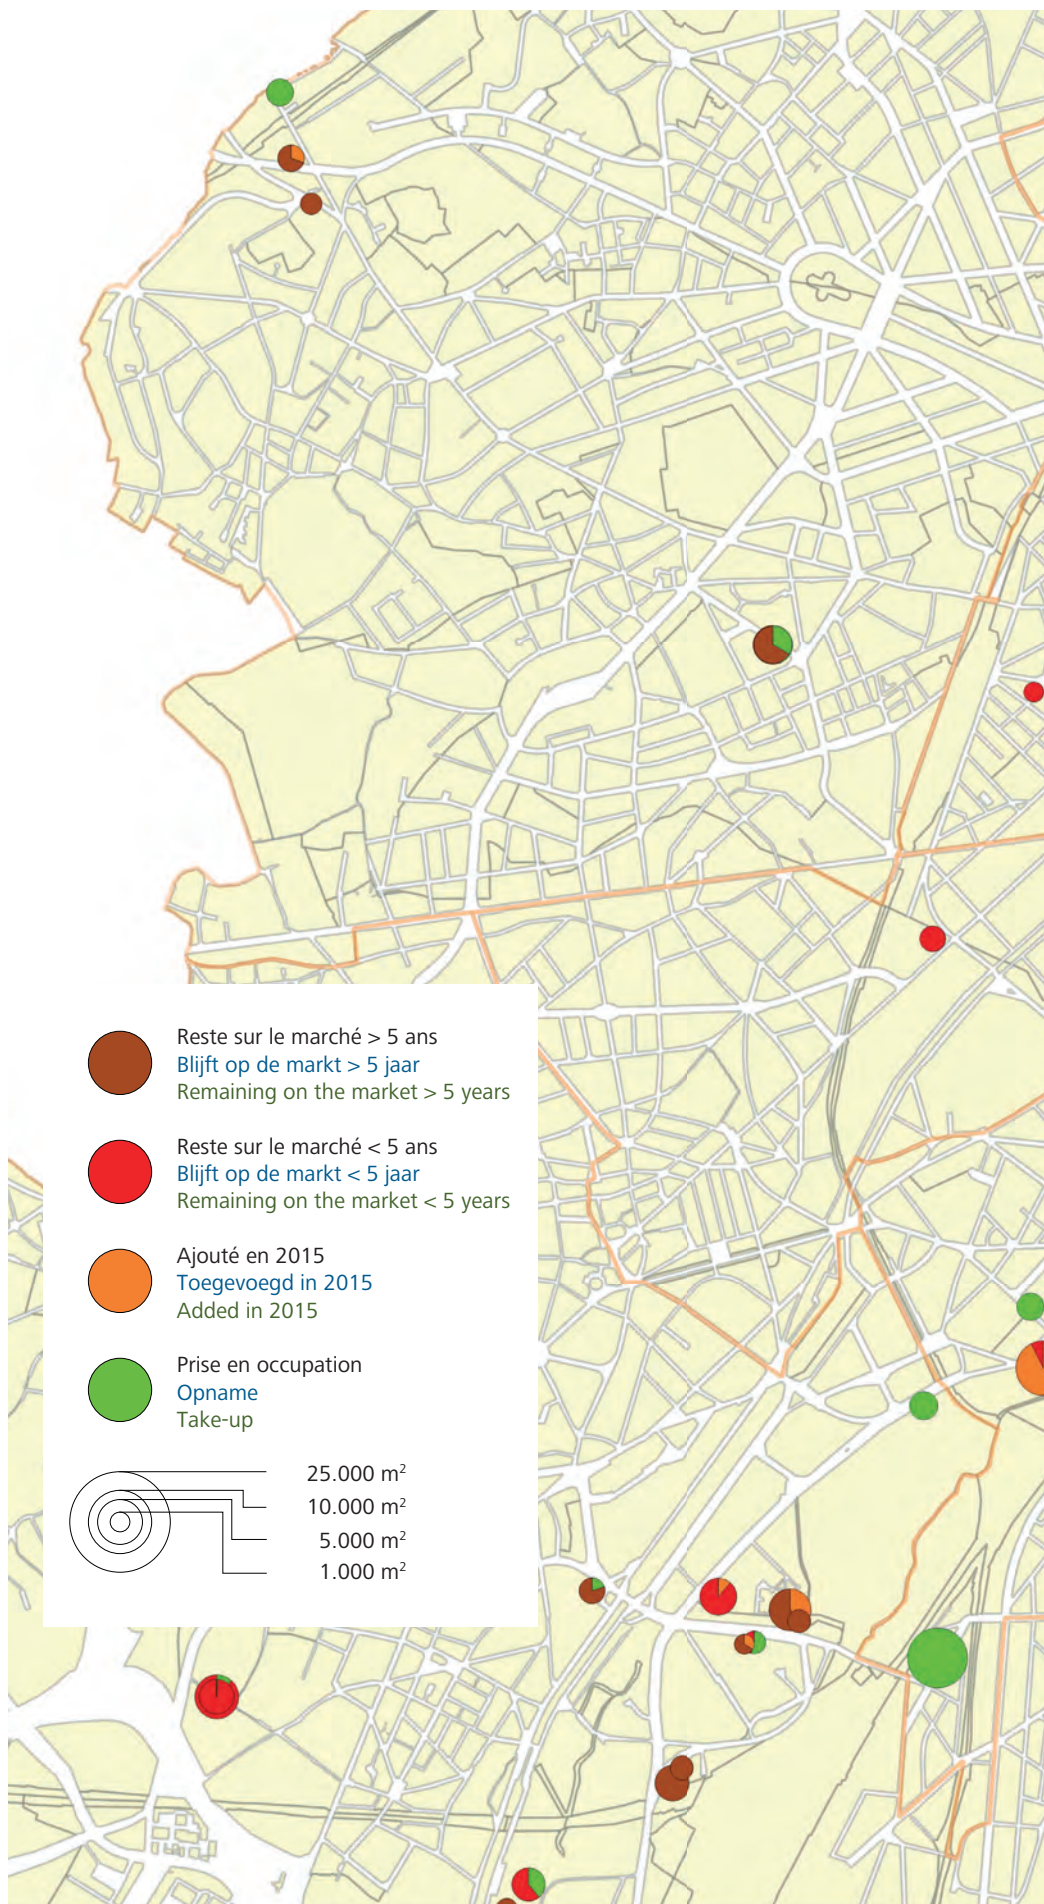 Reste sur le marché > 5 ans
Blijft op de markt > 5 jaar
Remaining on the market > 5 years
Reste sur le marché < 5 ans
Blijft op de markt < 5 jaar
Remaining on the market < 5 years
Ajouté en 2015
Toegevoegd in 2015
Added in 2015
Prise en occupation
Opname
Take-up
25.000 m²
10.000 m²
5.000 m²
1.000 m²